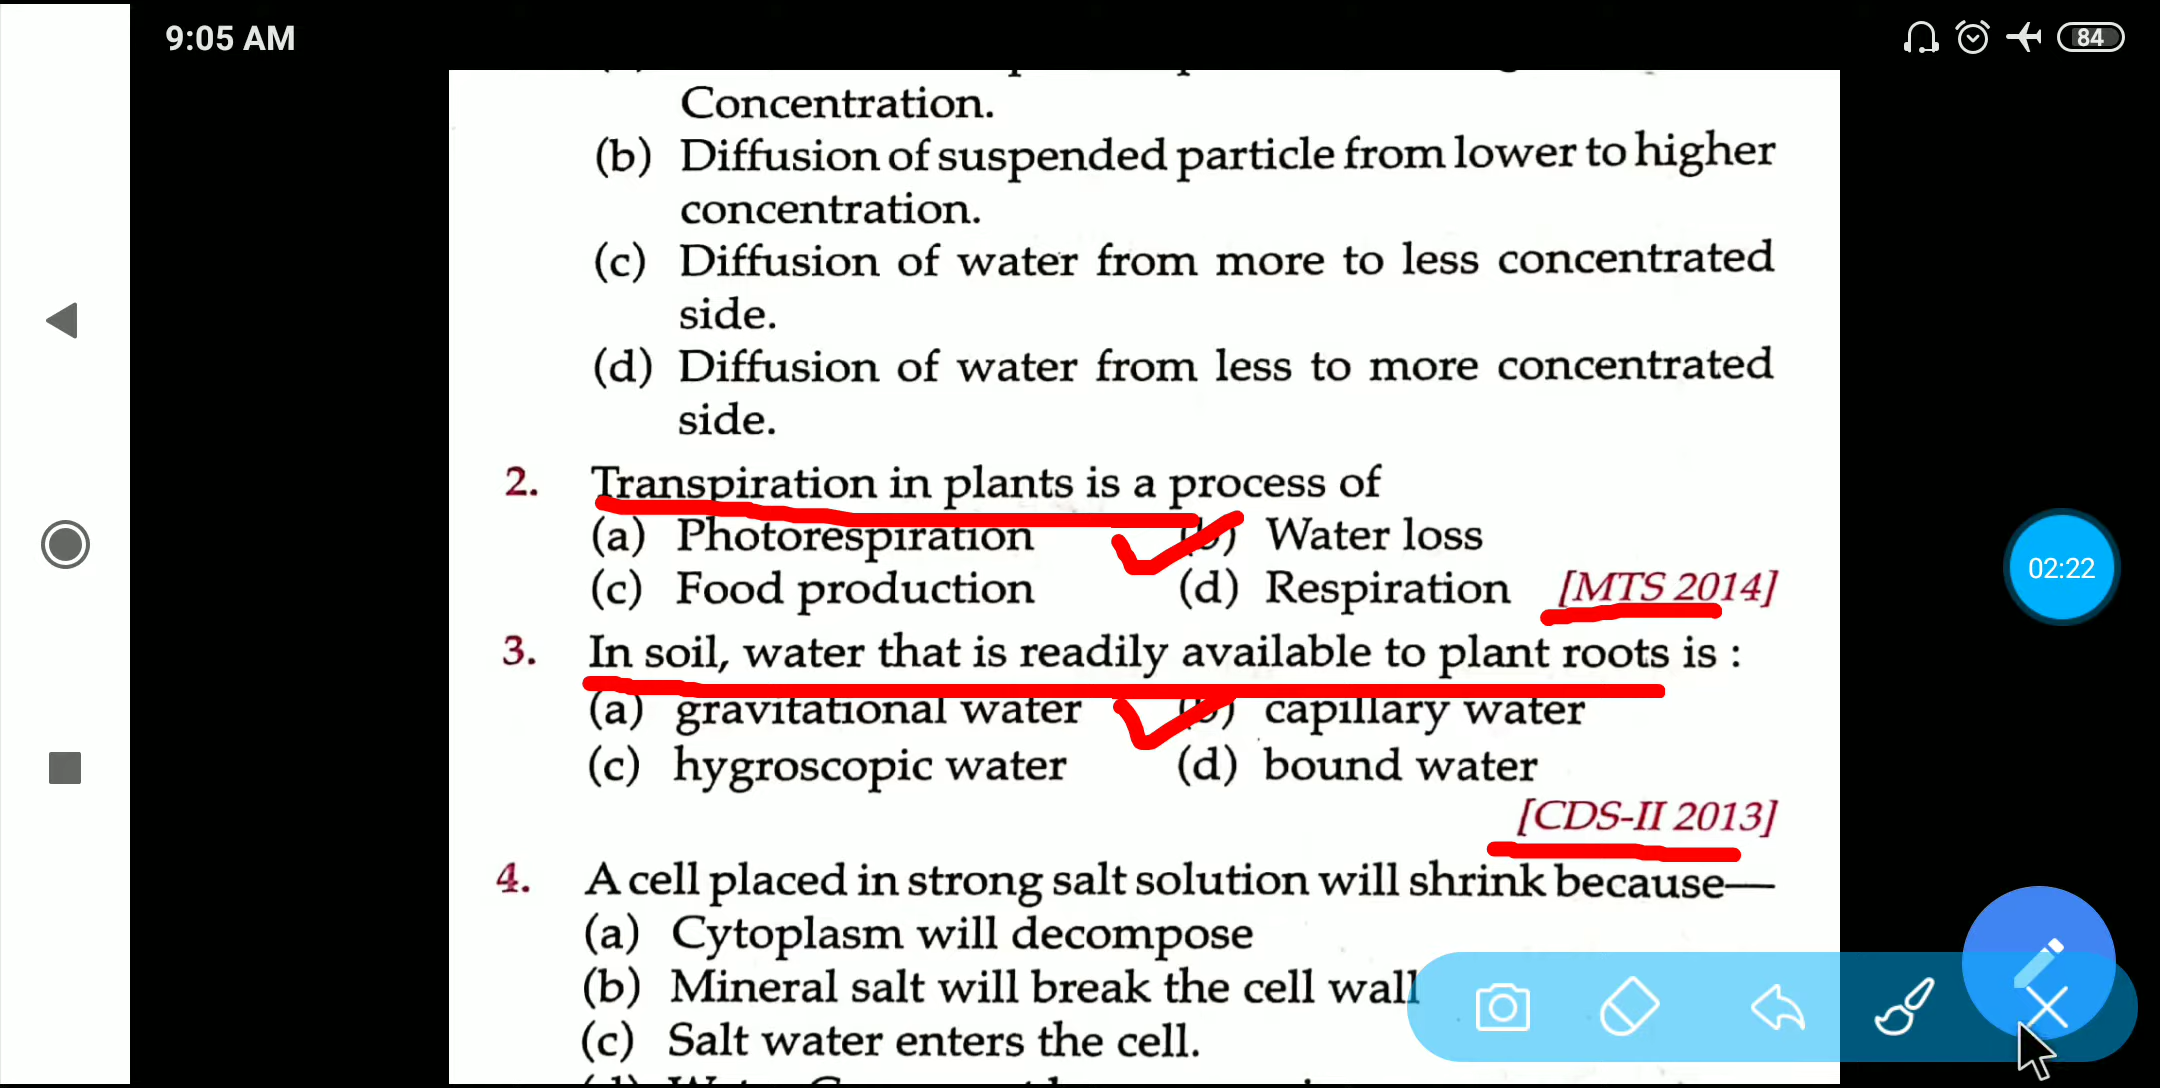 9:05 AM
84
Concentration.
(b) Diffusion of suspended particle from lower to higher
concentration.
(c) Diffusion of water from more to less concentrated
side.
(d) Diffusion of water from less to more concentrated
side.
2. Transpiration in plants is a process of
(a) Photorespiration (b) Water loss
(c) Food production (d) Respiration [MTS 2014]
3. In soil, water that is readily available to plant roots is :
(a) gravitational water (b) capillary water
(c) hygroscopic water (d) bound water
[CDS-II 2013]
4. A cell placed in strong salt solution will shrink because—
(a) Cytoplasm will decompose
(b) Mineral salt will break the cell wall
(c) Salt water enters the cell.
02:22